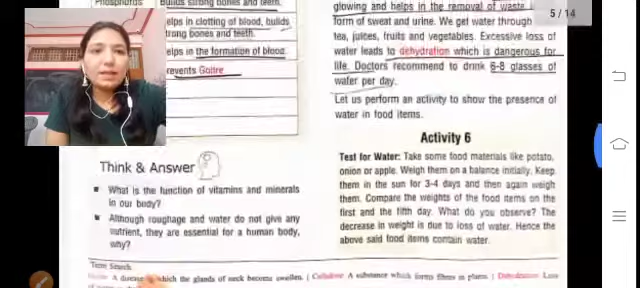 Phosphorus
Builds strong bones and teeth.
elps in clotting of blood, builds
trong bones and teeth.
elps in the formation of blood.
revents Goitre
glowing and helps in the removal of waste
form of sweat and urine. We get water through
tea, juices, fruits and vegetables. Excessive loss of
water leads to dehydration which is dangerous for
life. Doctors recommend to drink 6-8 glasses of
water per day.
Let us perform an activity to show the presence of
water in food items.
Activity 6
Test for Water: Take some food materials like potato,
onion or apple. Weigh them on a balance initially. Keep
them in the sun for 3-4 days and then again weigh
them. Compare the weights of the food items on the
first and the fifth day. What do you observe? The
decrease in weight is due to loss of water. Hence the
above said food items contain water.
5 / 14
Think & Answer
What is the function of vitamins and minerals
in our body?
Although roughage and water do not give any
nutrient, they are essential for a human body,
why?
Term Search
A disease in which the glands of neck become swollen. | Cellulose A substance which forms fibres in plants. | Dehydration Loss